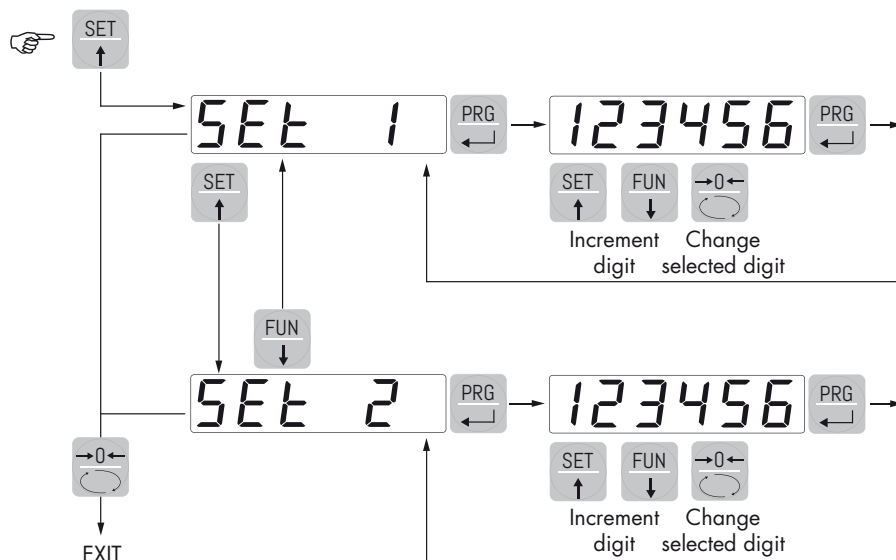 SET
SEt 1
PRG
123456
PRG
SET
SET
FUN
→0←
Increment
digit
Change
selected digit
FUN
SEt 2
PRG
123456
PRG
→0←
SET
FUN
→0←
Increment
digit
Change
selected digit
EXIT